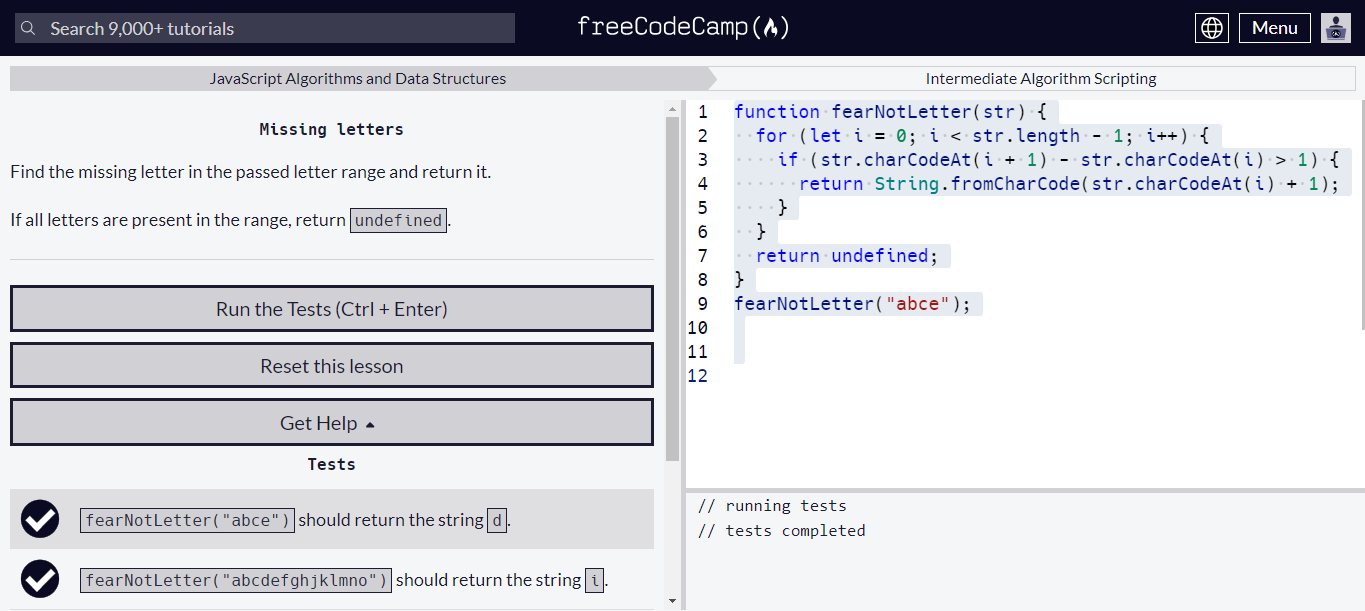 Search 9,000+ tutorials
freeCodeCamp
Menu
JavaScript Algorithms and Data Structures
Intermediate Algorithm Scripting
Missing letters
Find the missing letter in the passed letter range and return it.
If all letters are present in the range, return undefined.
Run the Tests (Ctrl + Enter)
Reset this lesson
Get Help
Tests
fearNotLetter("abce") should return the string d.
fearNotLetter("abcdefghjklmno") should return the string i.
1 function fearNotLetter(str) {
2   for (let i = 0; i < str.length - 1; i++) {
3     if (str.charCodeAt(i + 1) - str.charCodeAt(i) > 1) {
4       return String.fromCharCode(str.charCodeAt(i) + 1);
5     }
6   }
7   return undefined;
8 }
9 fearNotLetter("abce");
10
11
12
// running tests
// tests completed